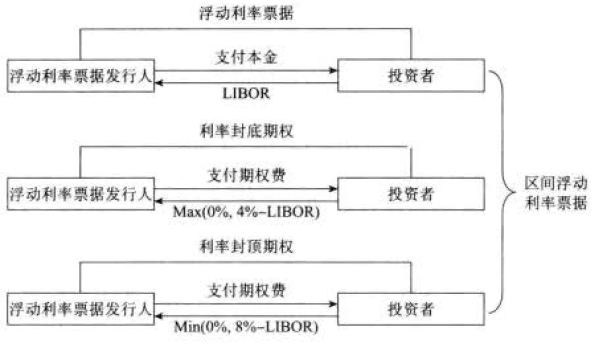 浮动利率票据
支付本金
浮动利率票据发行人
投资者
LIBOR
利率封底期权
支付期权费
浮动利率票据发行人
投资者
Max(0%, 4%−LIBOR)
区间浮动
利率票据
利率封顶期权
支付期权费
浮动利率票据发行人
投资者
Min(0%, 8%−LIBOR)